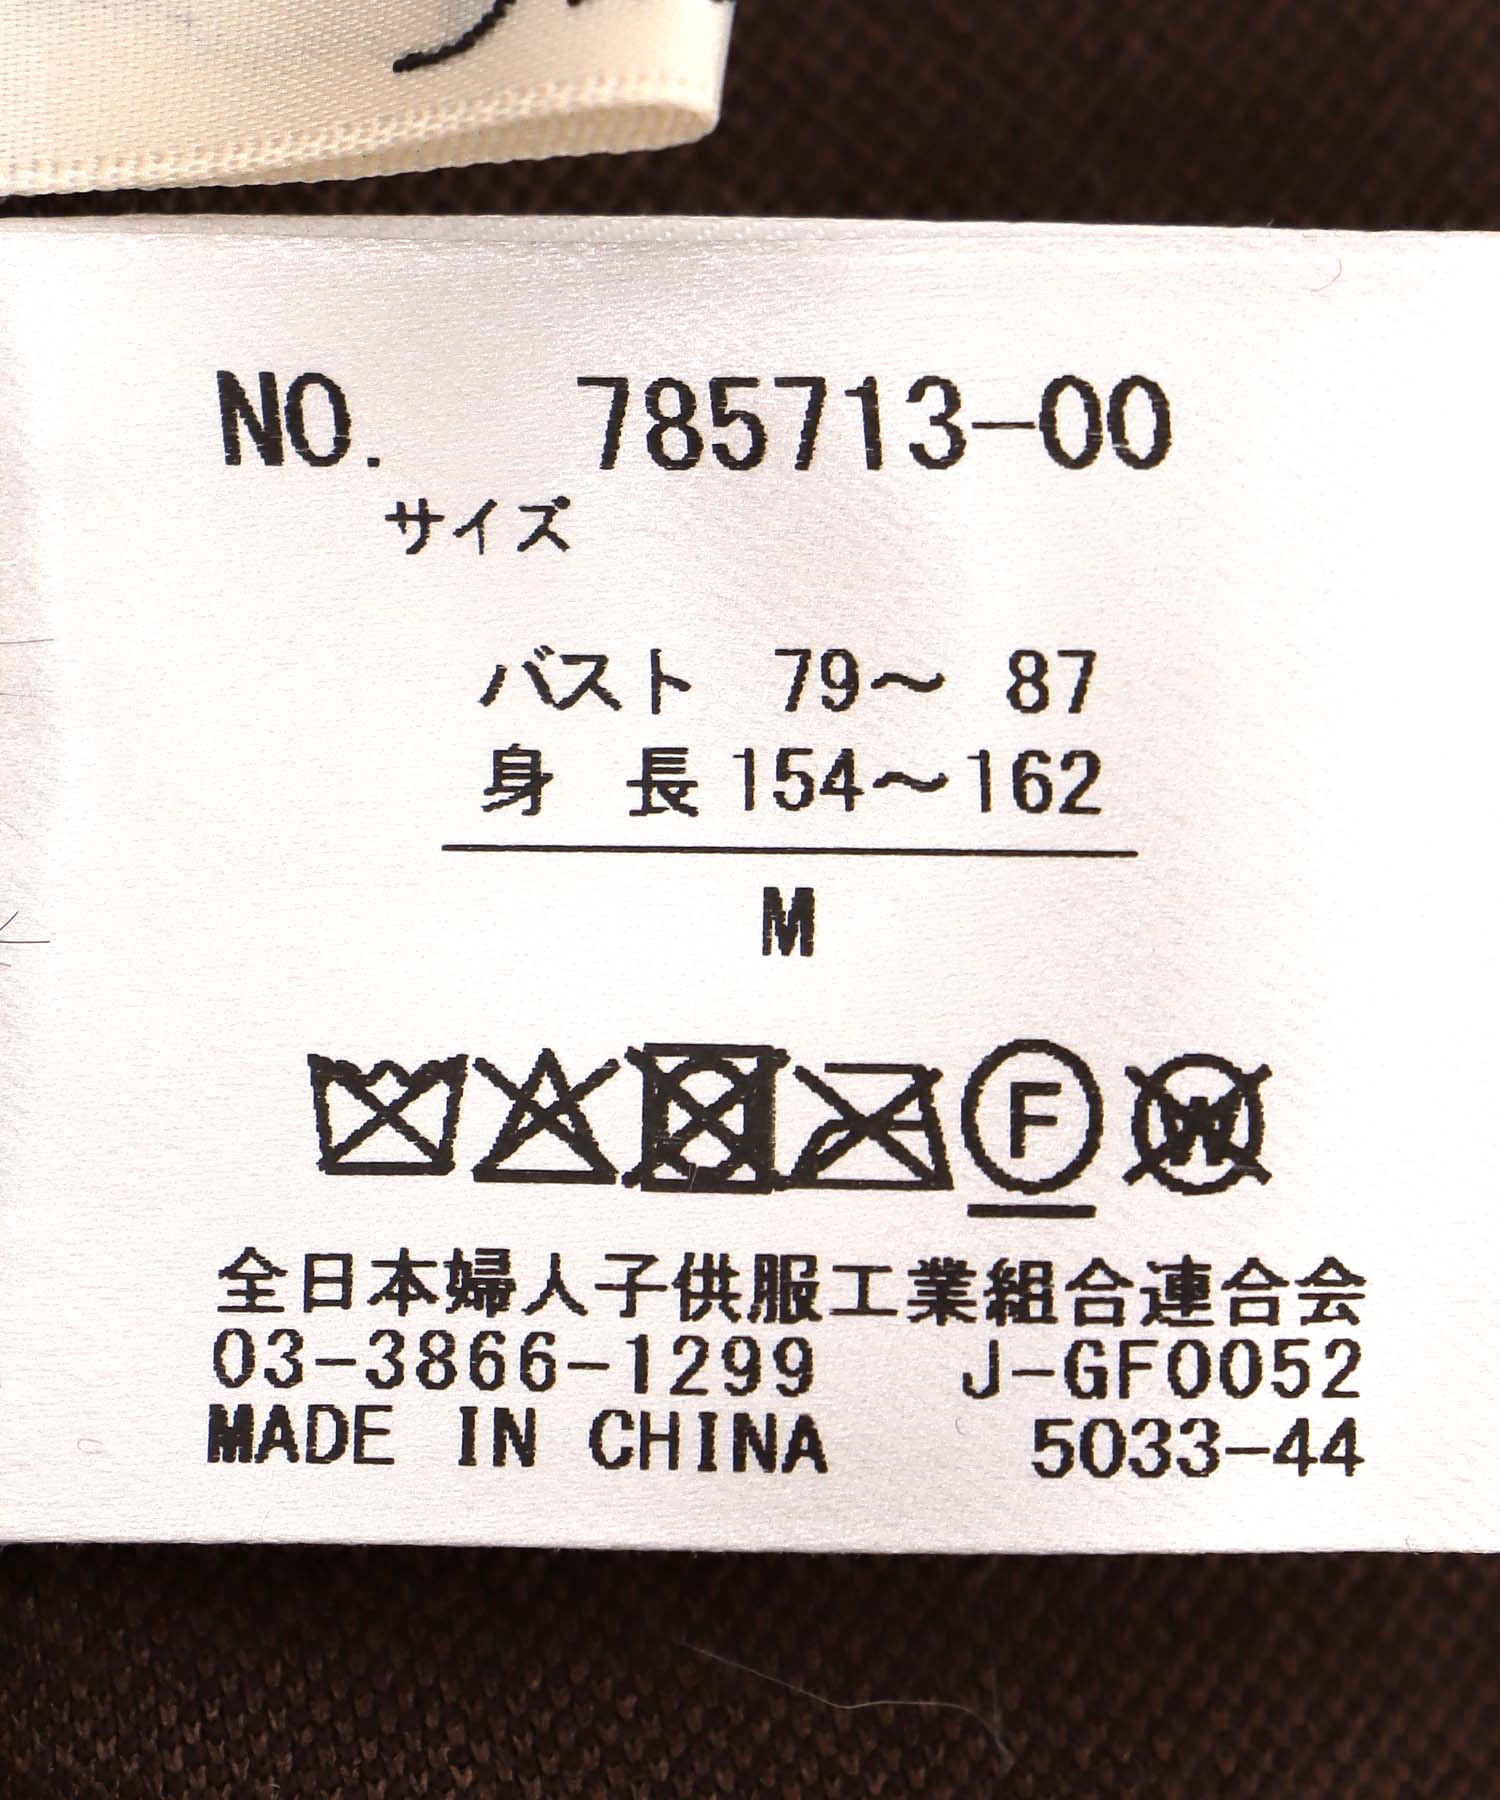 NO. 785713-00
サイズ
バスト 79～ 87
身 長 154～162
M
F
W
全日本婦人子供服工業組合連合会
03-3866-1299 J-GF0052
MADE IN CHINA 5033-44